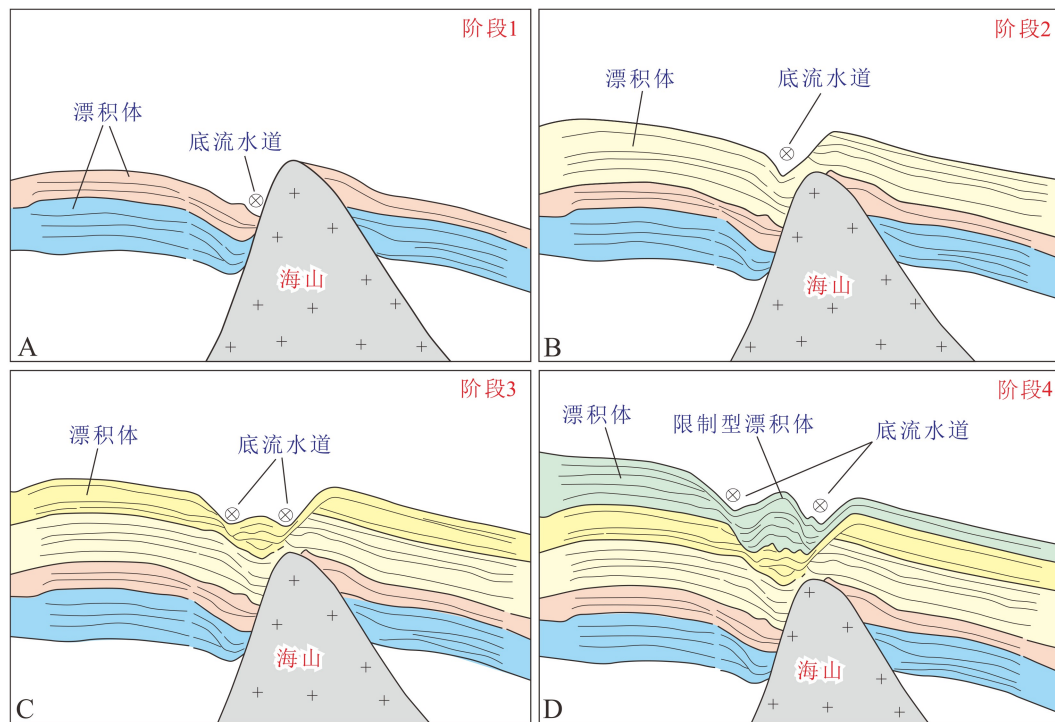 阶段1
漂积体
底流水道
海山
A
阶段2
底流水道
漂积体
海山
B
阶段3
漂积体
底流水道
海山
C
阶段4
漂积体
限制型漂积体
底流水道
海山
D